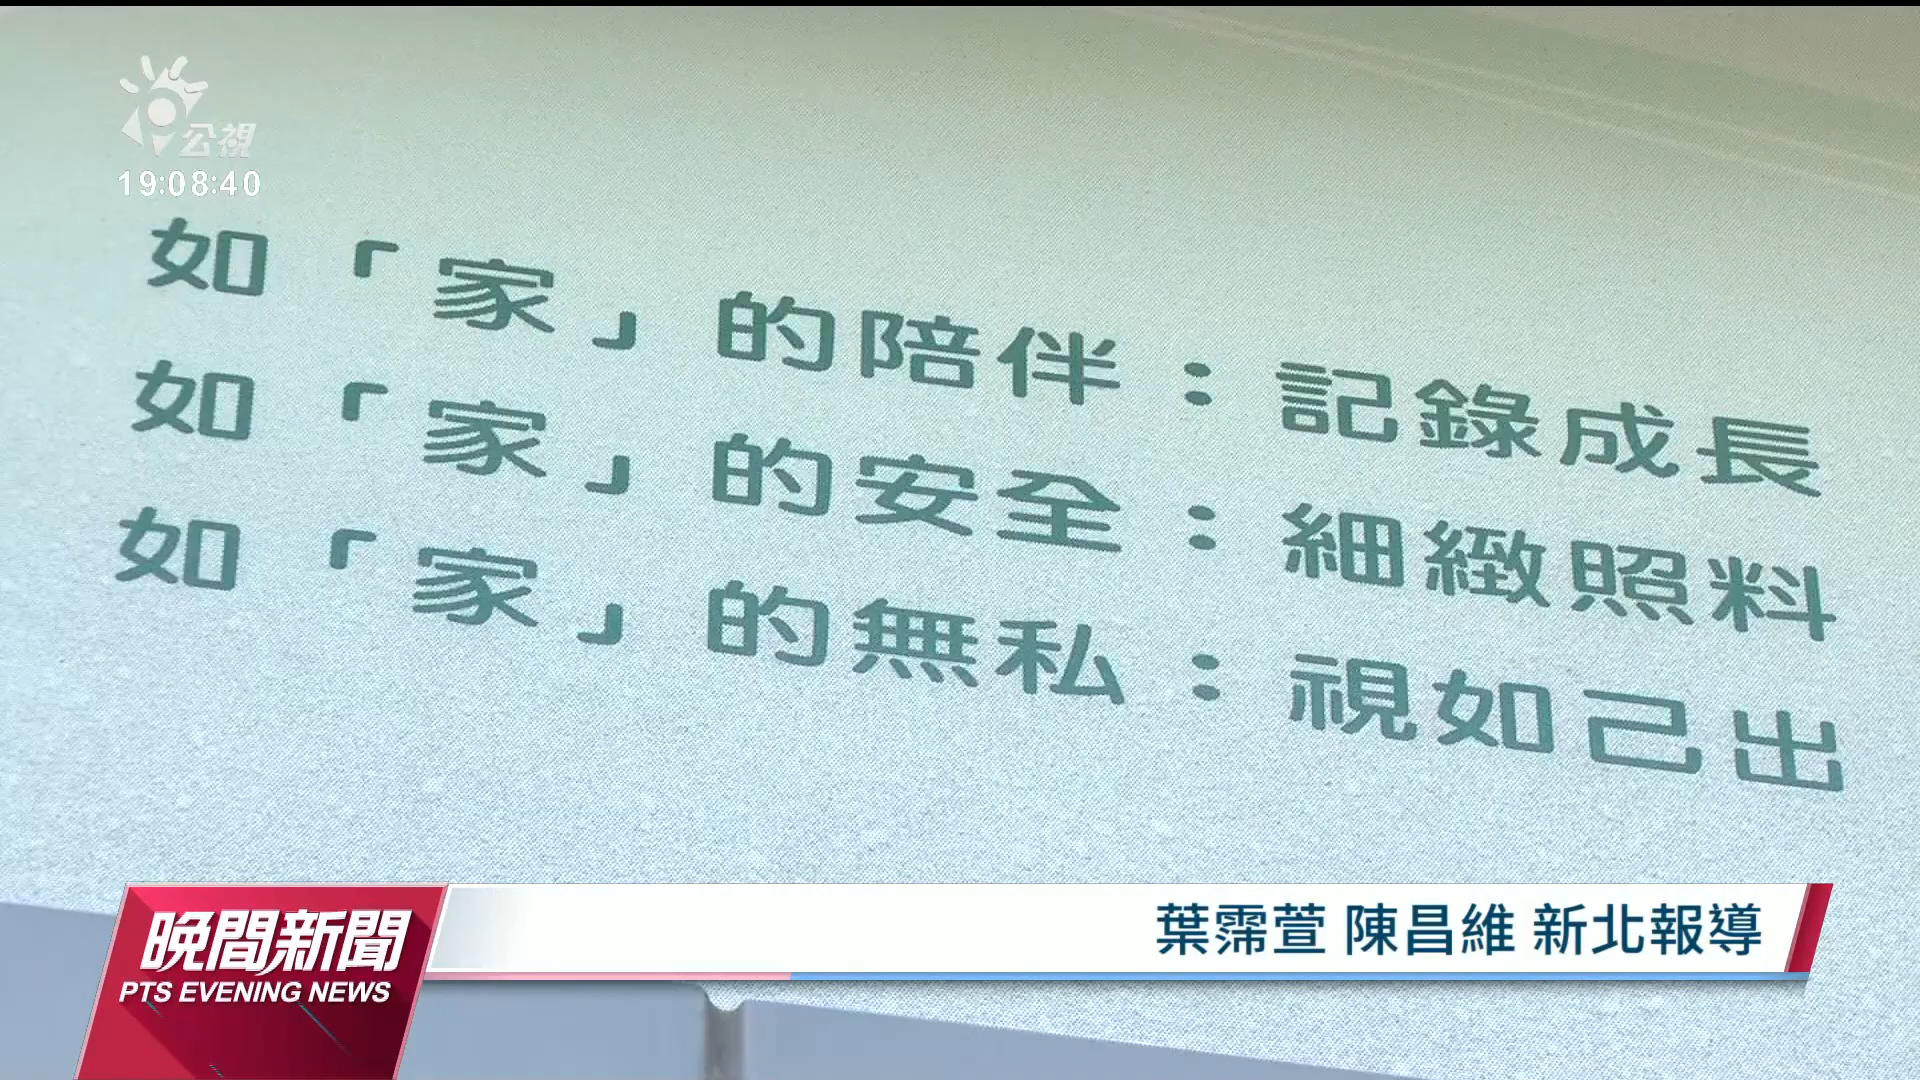 公視
19:08:40
如「家」的陪伴：記錄成長
如「家」的安全：細緻照料
如「家」的無私：視如己出
葉霈萱 陳昌維 新北報導
晚間新聞
PTS EVENING NEWS